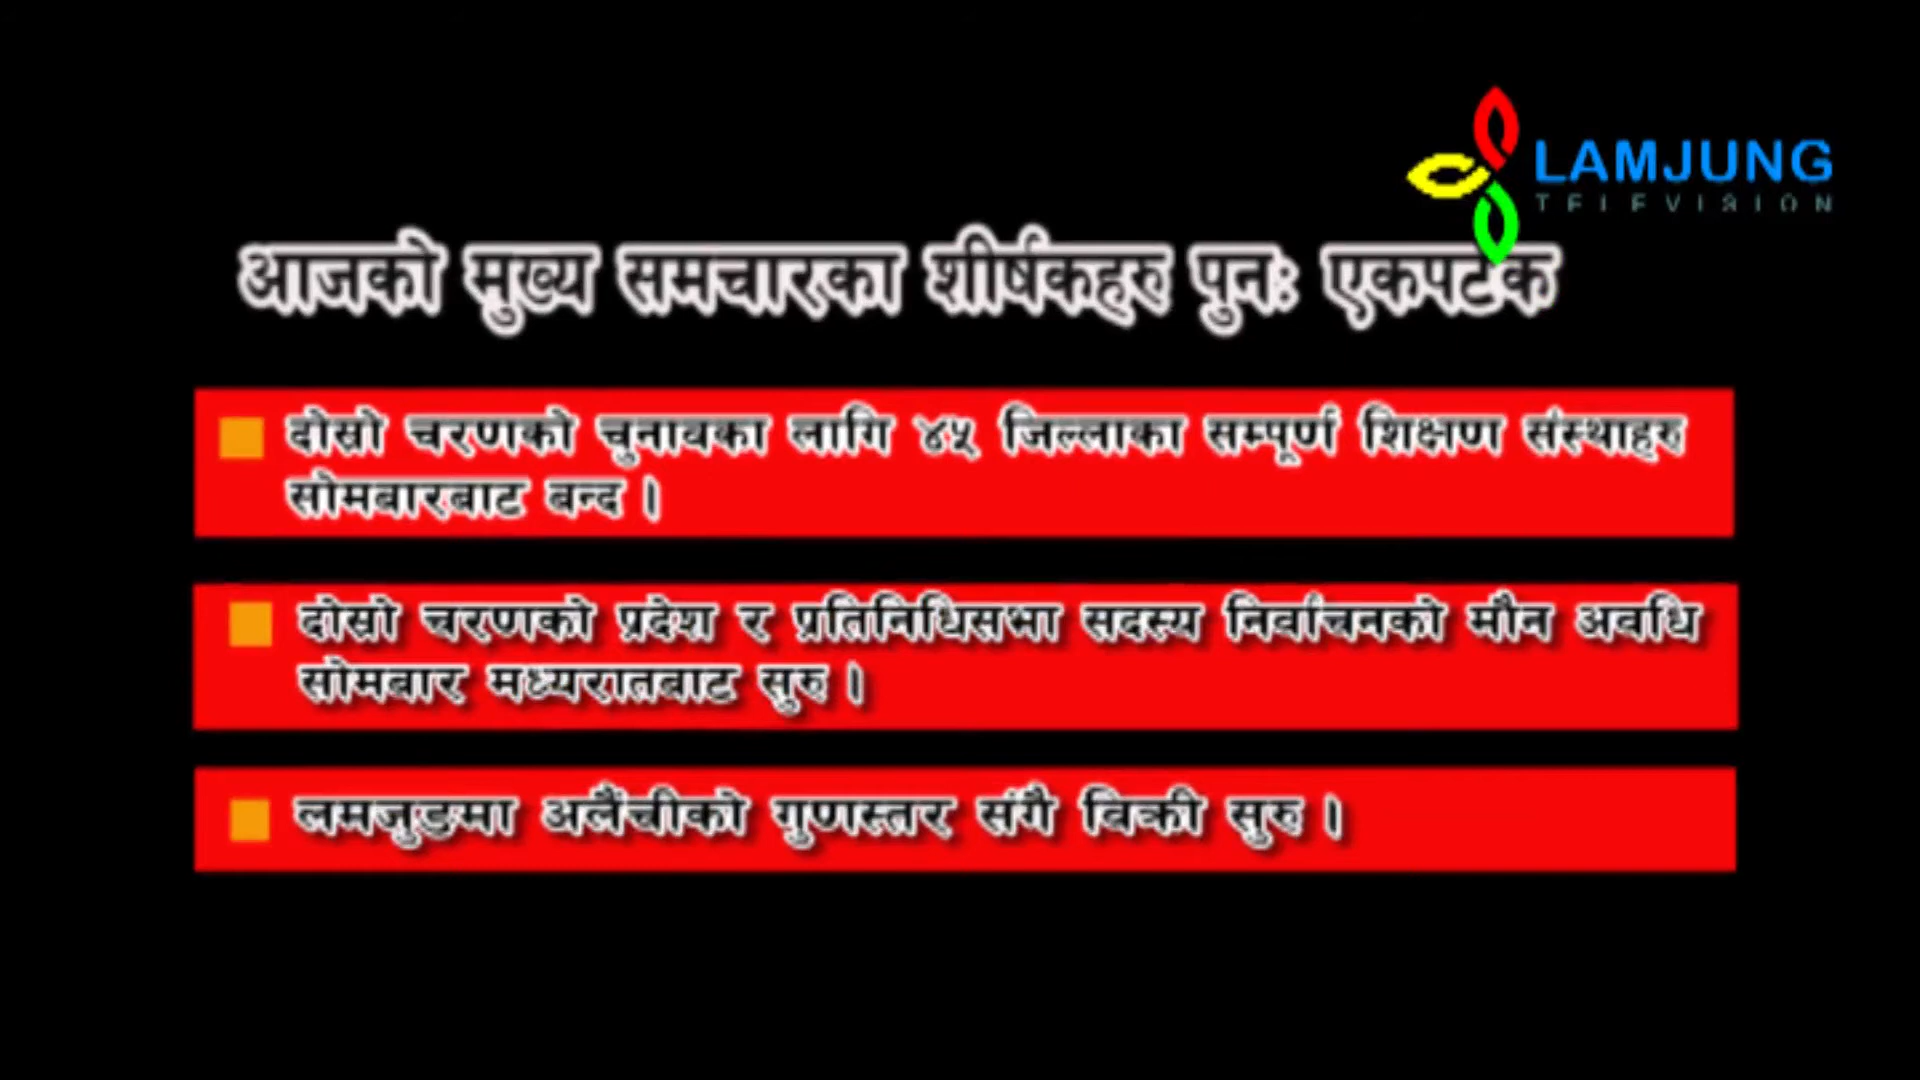 LAMJUNG
TELEVISION
आजको मुख्य समचारका शीर्षकहरु पुनः एकपटक
दोस्रो चरणको चुनावका लागि ४५ जिल्लाका सम्पूर्ण शिक्षण संस्थाहरु
सोमबारबाट बन्द ।
दोस्रो चरणको प्रदेश र प्रतिनिधिसभा सदस्य निर्वाचनको मौन अवधि
सोमबार मध्यरातबाट सुरु ।
लमजुङमा अलैंचीको गुणस्तर संगै बिक्री सुरु ।